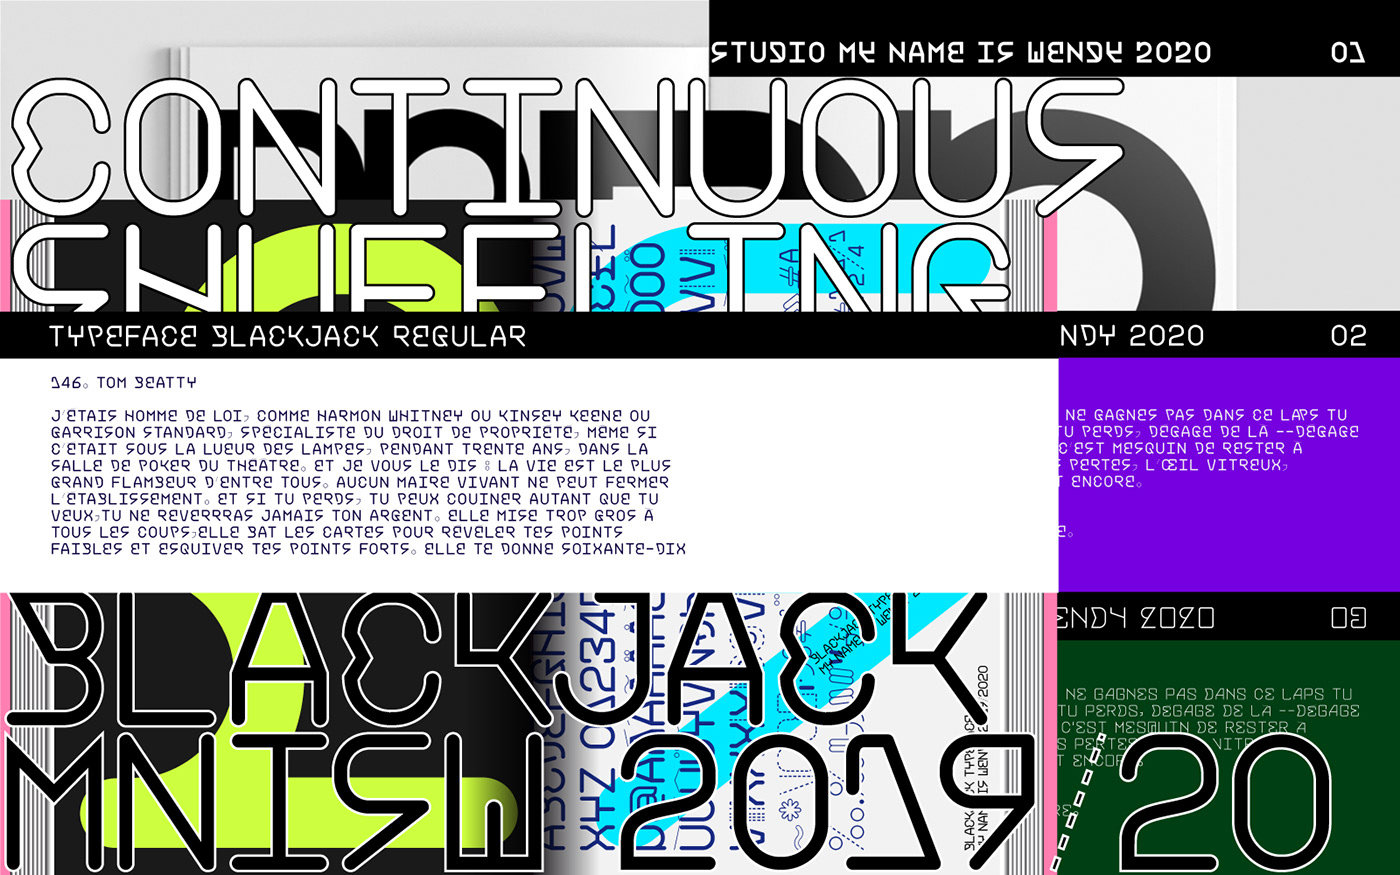 STUDIO MY NAME IS WENDY 2020 01
CONTINUOUS
SHUFFLING
TYPEFACE BLACKJACK REGULAR
NDY 2020 02
146. TOM BEATTY
J'ETAIS HOMME DE LOI, COMME HARMON WHITNEY OU KINSEY KEENE OU
GARRISON STANDARD, SPECIALISTE DU DROIT DE PROPRIETE, MEME SI
C'ETAIT SOUS LA LUEUR DES LAMPES, PENDANT TRENTE ANS, DANS LA
SALLE DE POKER DU THEATRE. ET JE VOUS LE DIS : LA VIE EST LE PLUS
GRAND FLAMBEUR D'ENTRE TOUS. AUCUN MAIRE VIVANT NE PEUT FERMER
L'ETABLISSEMENT. ET SI TU PERDS, TU PEUX COUINER AUTANT QUE TU
VEUX,TU NE REVERRRAS JAMAIS TON ARGENT. ELLE MISE TROP GROS A
TOUS LES COUPS,ELLE BAT LES CARTES POUR REVELER TES POINTS
FAIBLES ET ESQUIVER TES POINTS FORTS. ELLE TE DONNE SOIXANTE-DIX
NE GAGNES PAS DANS CE LAPS TU
TU PERDS, DEGAGE DE LA --DEGAGE
C'EST MESQUIN DE RESTER A
PERTES, L'ŒIL VITREUX,
ENCORE.
ENDY 2020 03
NE GAGNES PAS DANS CE LAPS TU
TU PERDS, DEGAGE DE LA --DEGAGE
C'EST MESQUIN DE RESTER A
BLACKJACK
MNISW 2019/20